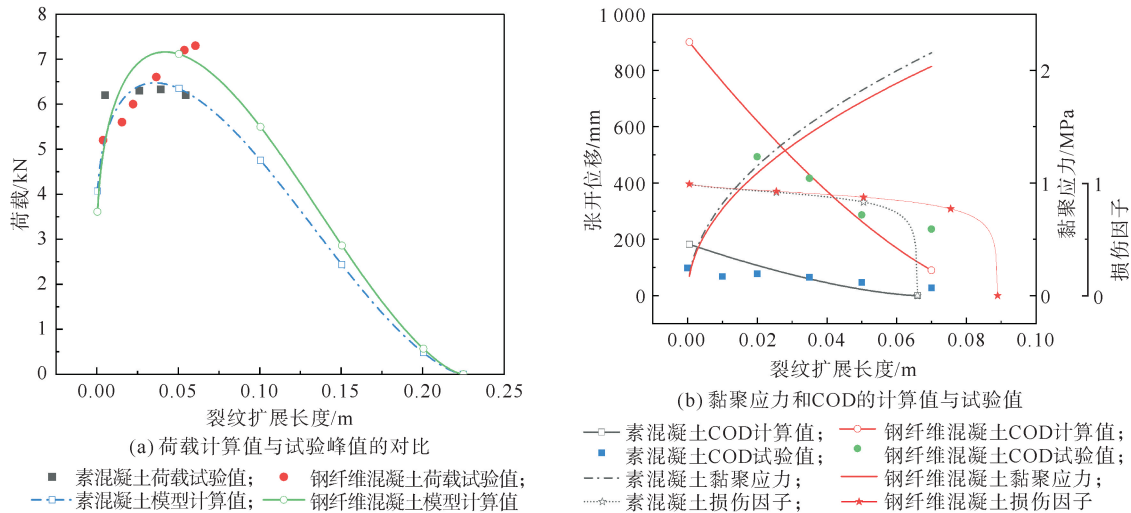 荷载/kN
8
7
6
5
4
3
2
1
0
0.00 0.05 0.10 0.15 0.20 0.25
裂纹扩展长度/m
(a) 荷载计算值与试验峰值的对比
素混凝土荷载试验值; 钢纤维混凝土荷载试验值;
素混凝土模型计算值; 钢纤维混凝土模型计算值
张开位移/mm
1 000
800
600
400
200
0
0.00 0.02 0.04 0.06 0.08 0.10
裂纹扩展长度/m
2
1
0
黏聚应力/MPa
1
0
损伤因子
(b) 黏聚应力和COD的计算值与试验值
素混凝土COD计算值; 钢纤维混凝土COD计算值;
素混凝土COD试验值; 钢纤维混凝土COD试验值;
素混凝土黏聚应力; 钢纤维混凝土黏聚应力;
素混凝土损伤因子; 钢纤维混凝土损伤因子